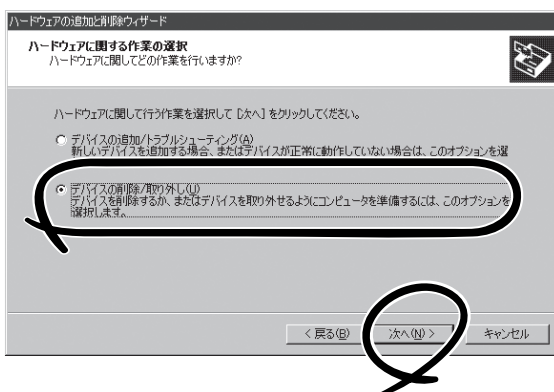 ハードウェアの追加と削除ウィザード
ハードウェアに関する作業の選択
ハードウェアに関してどの作業を行いますか?
ハードウェアに関して行う作業を選択して [次へ] をクリックしてください。
デバイスの追加/トラブルシューティング(A)
新しいデバイスを追加する場合、またはデバイスが正常に動作していない場合は、このオプションを選
デバイスの削除/取り外し(U)
デバイスを削除するか、またはデバイスを取り外せるようにコンピュータを準備するには、このオプションを
選択します。
< 戻る(B) 次へ(N) > キャンセル